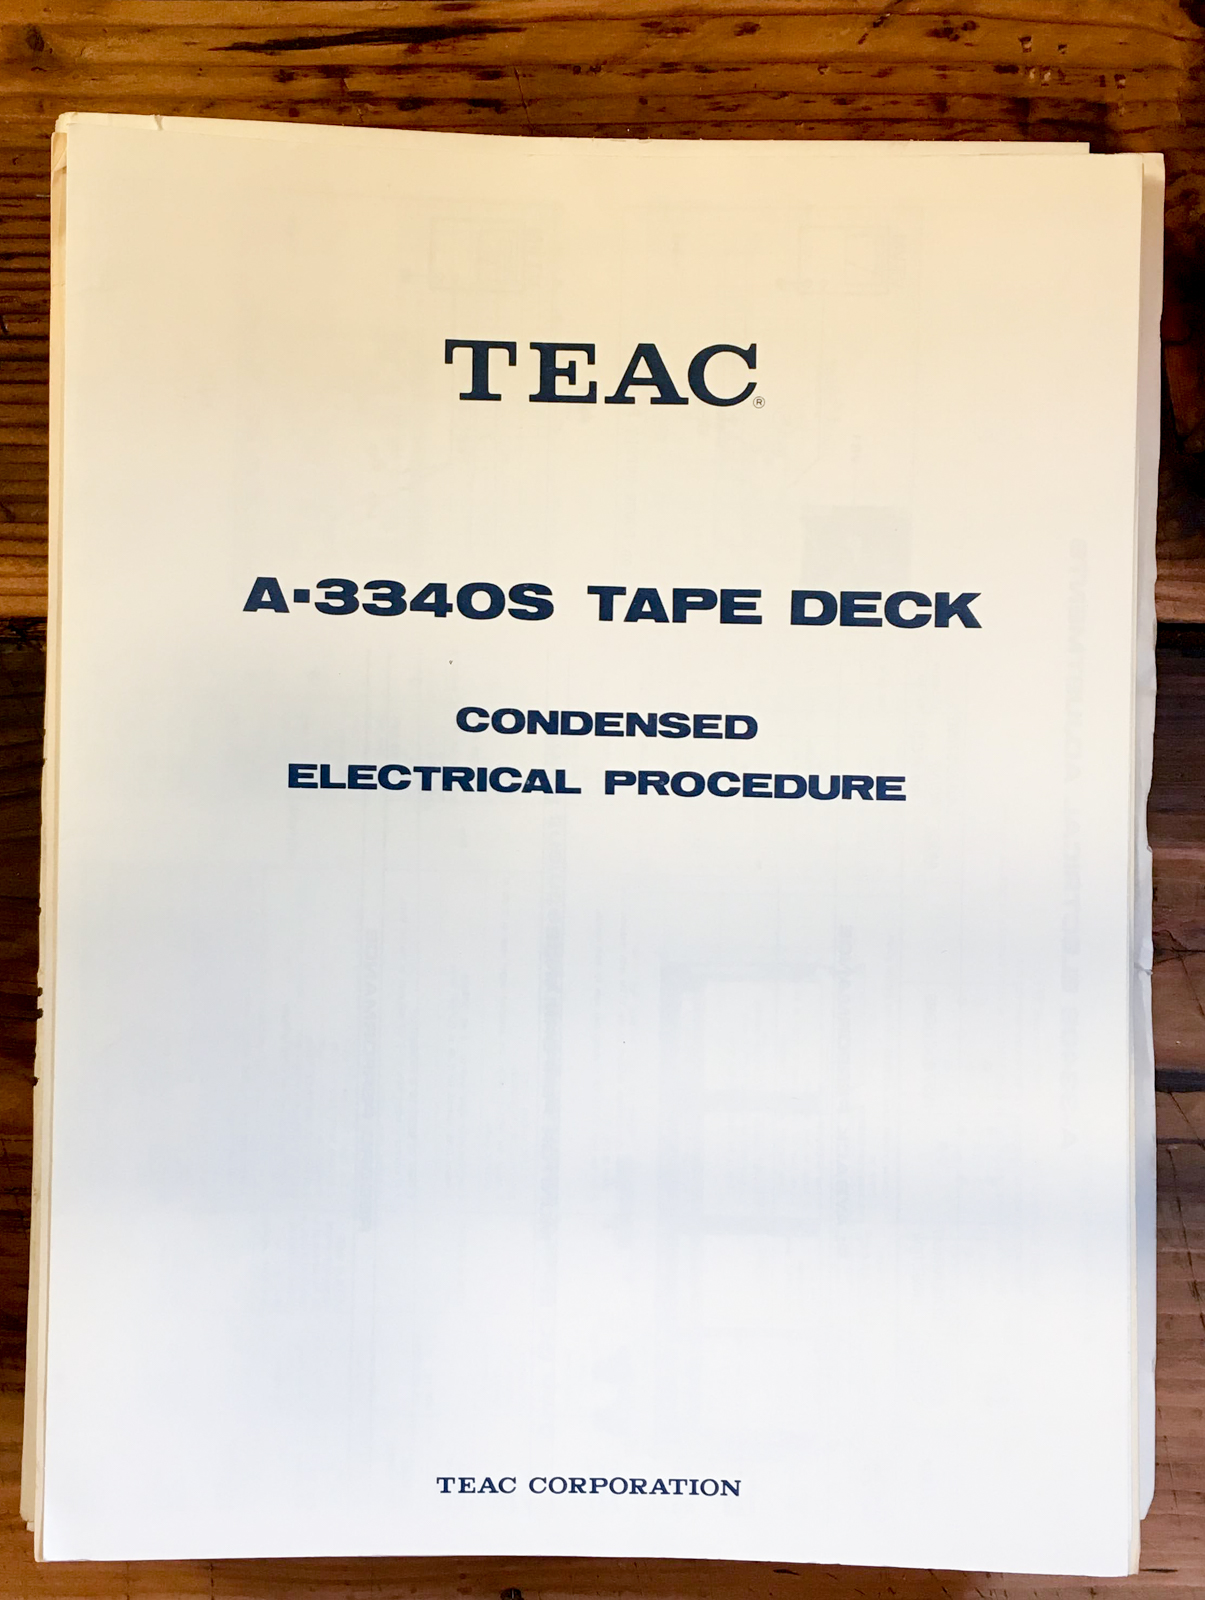 TEAC®
A-3340S TAPE DECK
CONDENSED
ELECTRICAL PROCEDURE
TEAC CORPORATION